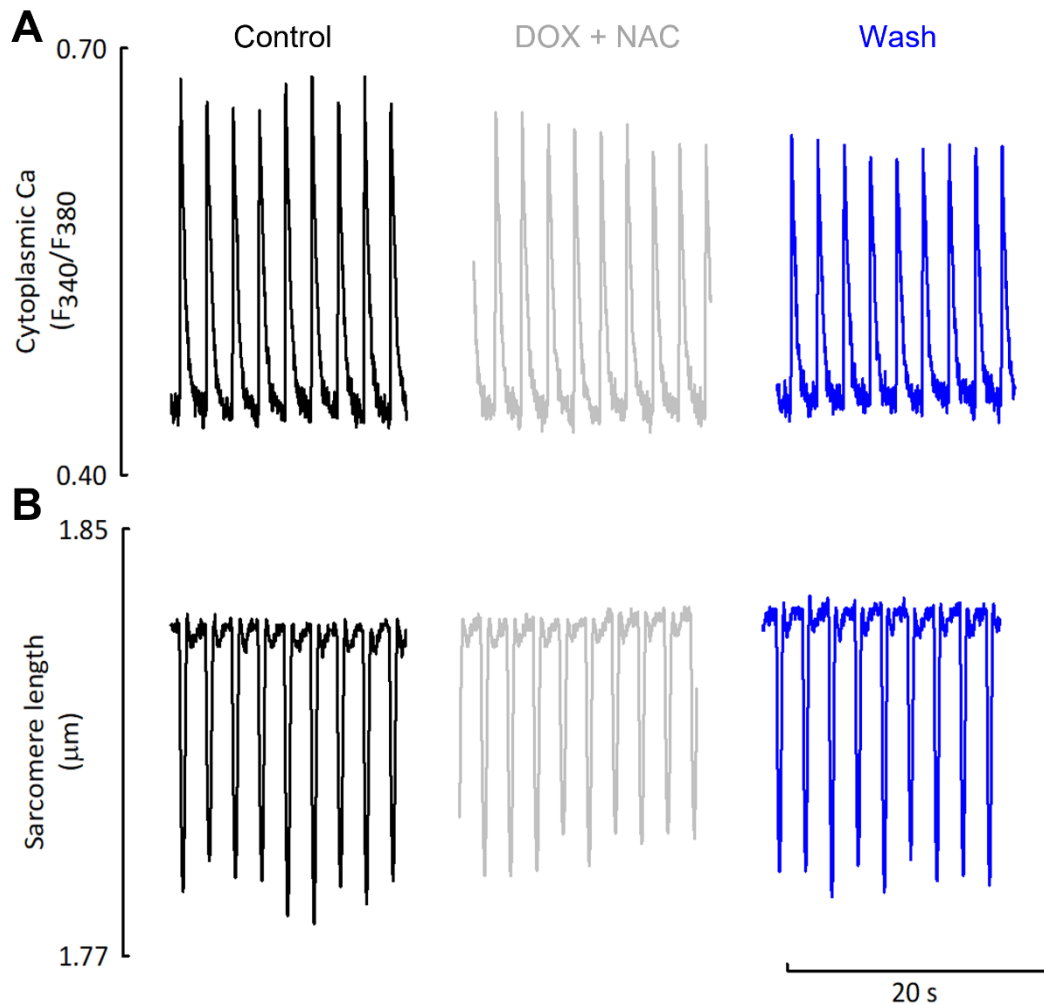 A
Control
DOX + NAC
Wash
0.70
Cytoplasmic Ca
(F340/F380
0.40
B
1.85
Sarcomere length
(μm)
1.77
20 s